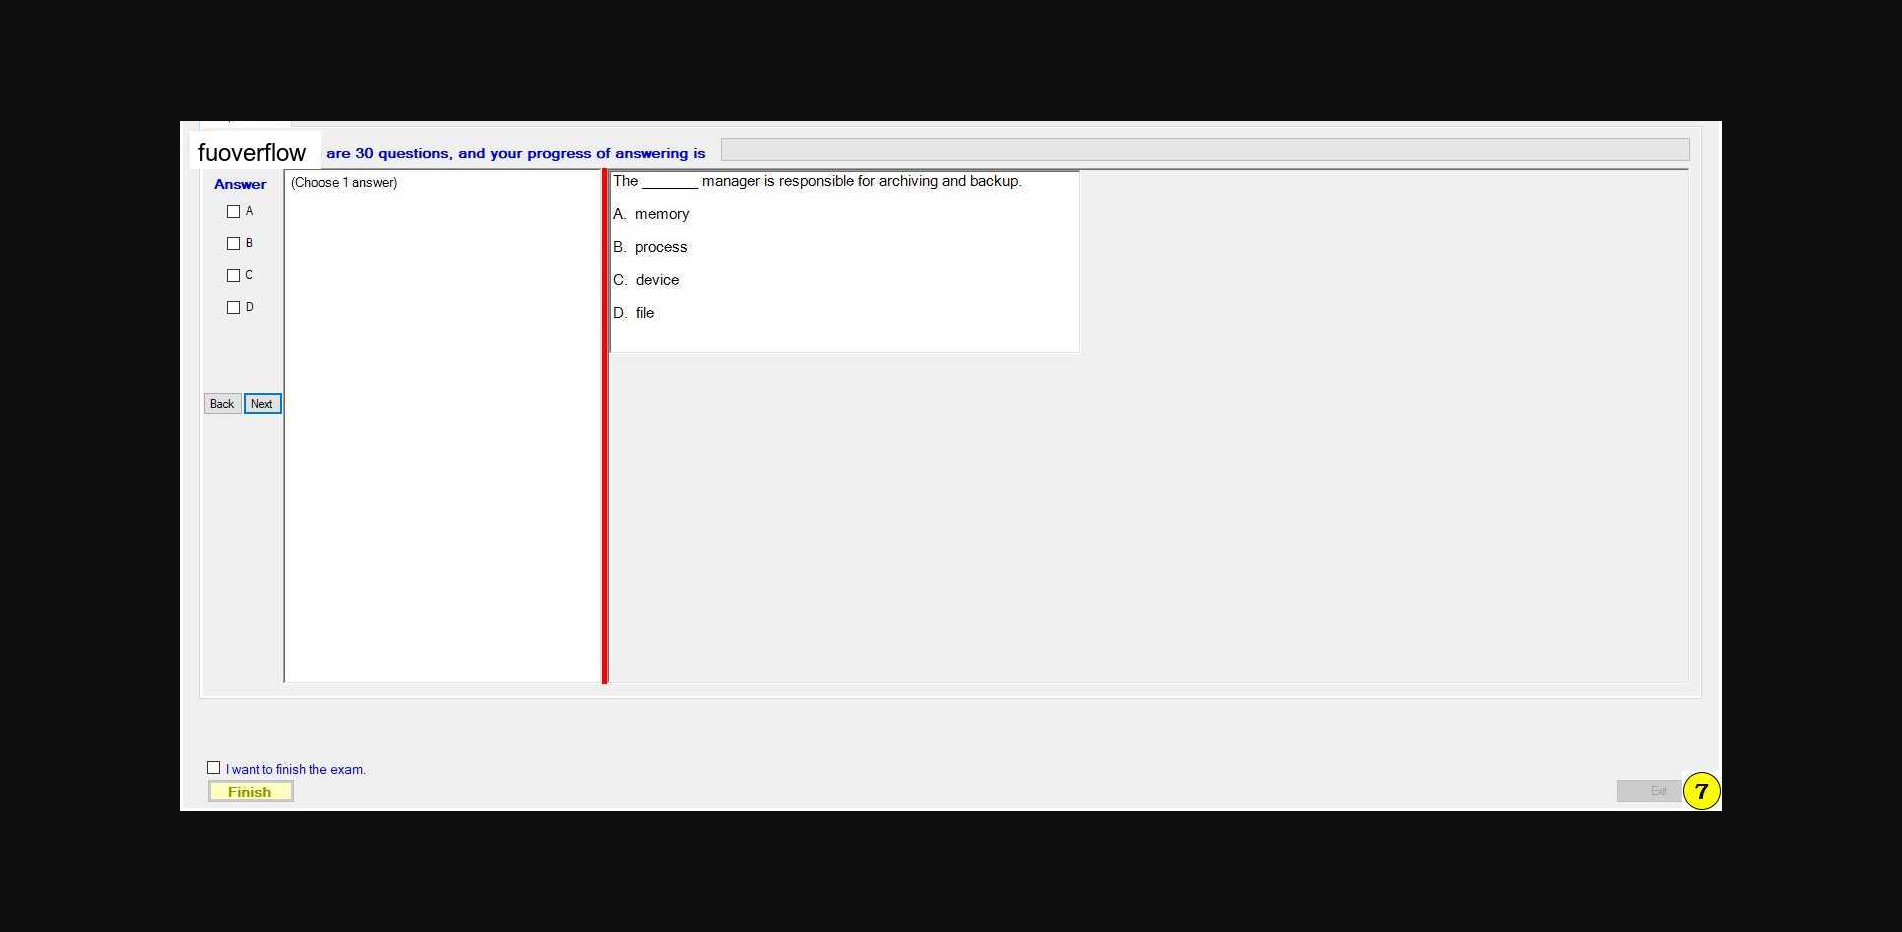 fuoverflow are 30 questions, and your progress of answering is
Answer
A
B
C
D
Back Next
(Choose 1 answer)
The _______ manager is responsible for archiving and backup.
A. memory
B. process
C. device
D. file
I want to finish the exam.
Finish
Exit
7